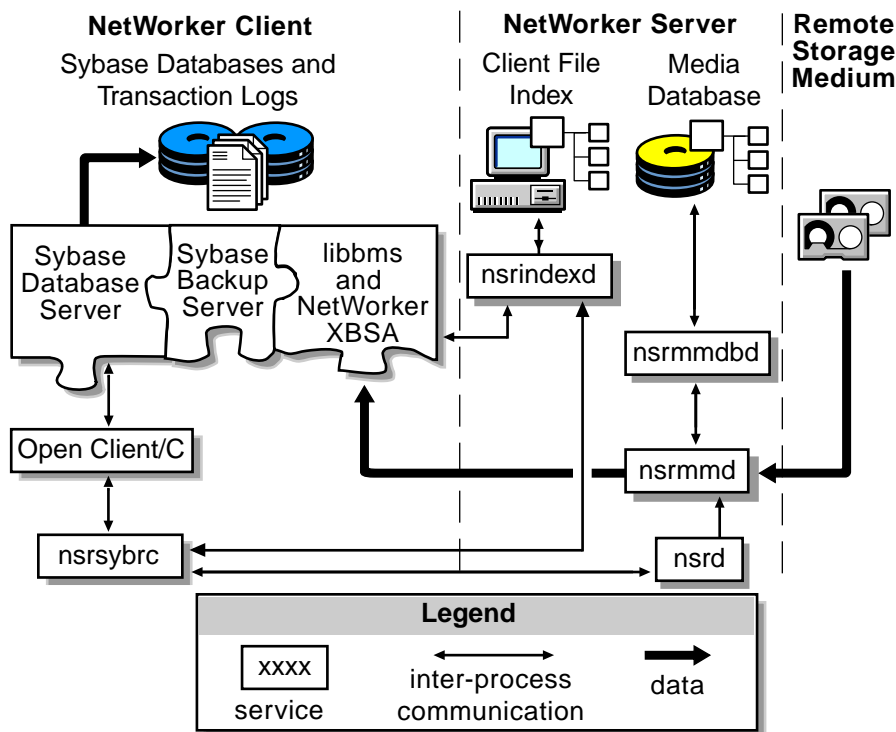 NetWorker Client
Sybase Databases and
Transaction Logs
NetWorker Server
Client File
Index
Media
Database
Remote
Storage
Medium
Sybase
Database
Server
Sybase
Backup
Server
libbms
and
NetWorker
XBSA
nsrindexd
nsrmmdbd
Open Client/C
nsrmmd
nsrsybrc
nsrd
Legend
xxxx
service
inter-process
communication
data